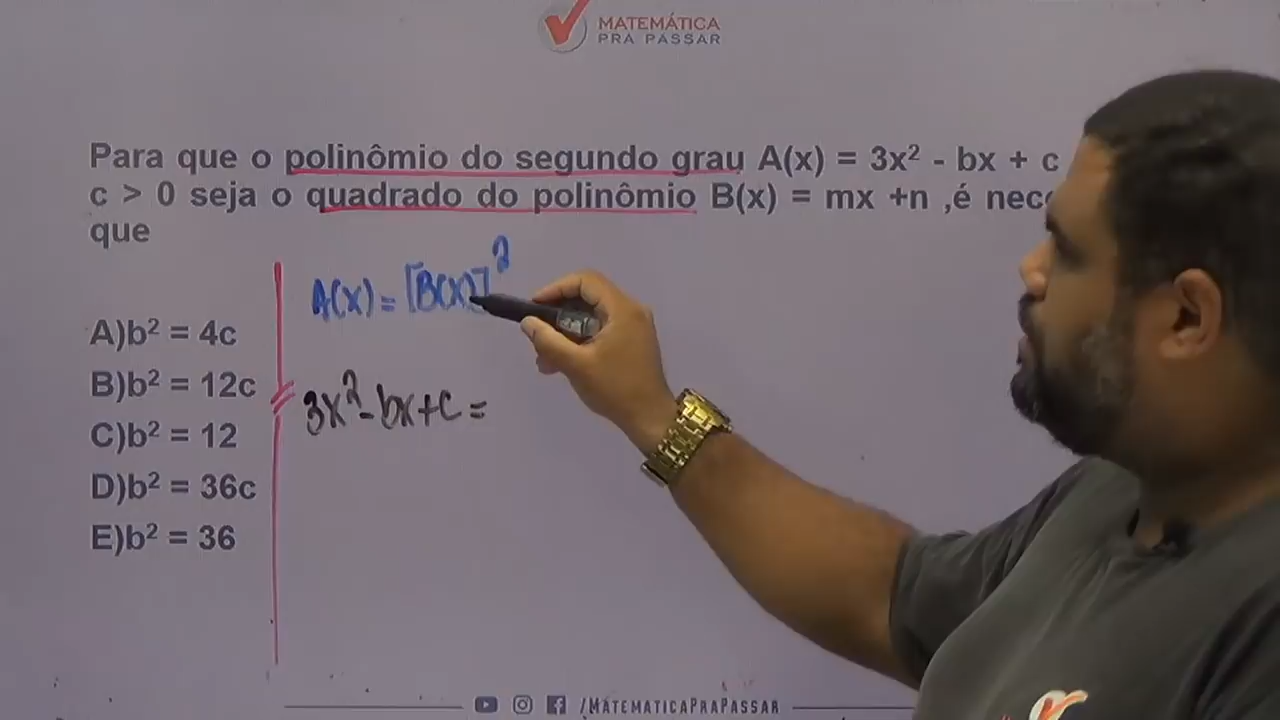 MATEMÁTICA
PRA PASSAR
Para que o polinômio do segundo grau A(x) = 3x² - bx + c
c > 0 seja o quadrado do polinômio B(x) = mx +n ,é
que
A(x) = [B(x)]²
A)b² = 4c
B)b² = 12c
3x² - bx + c =
C)b² = 12
D)b² = 36c
E)b² = 36
/MATEMATICAPRAPASSAR